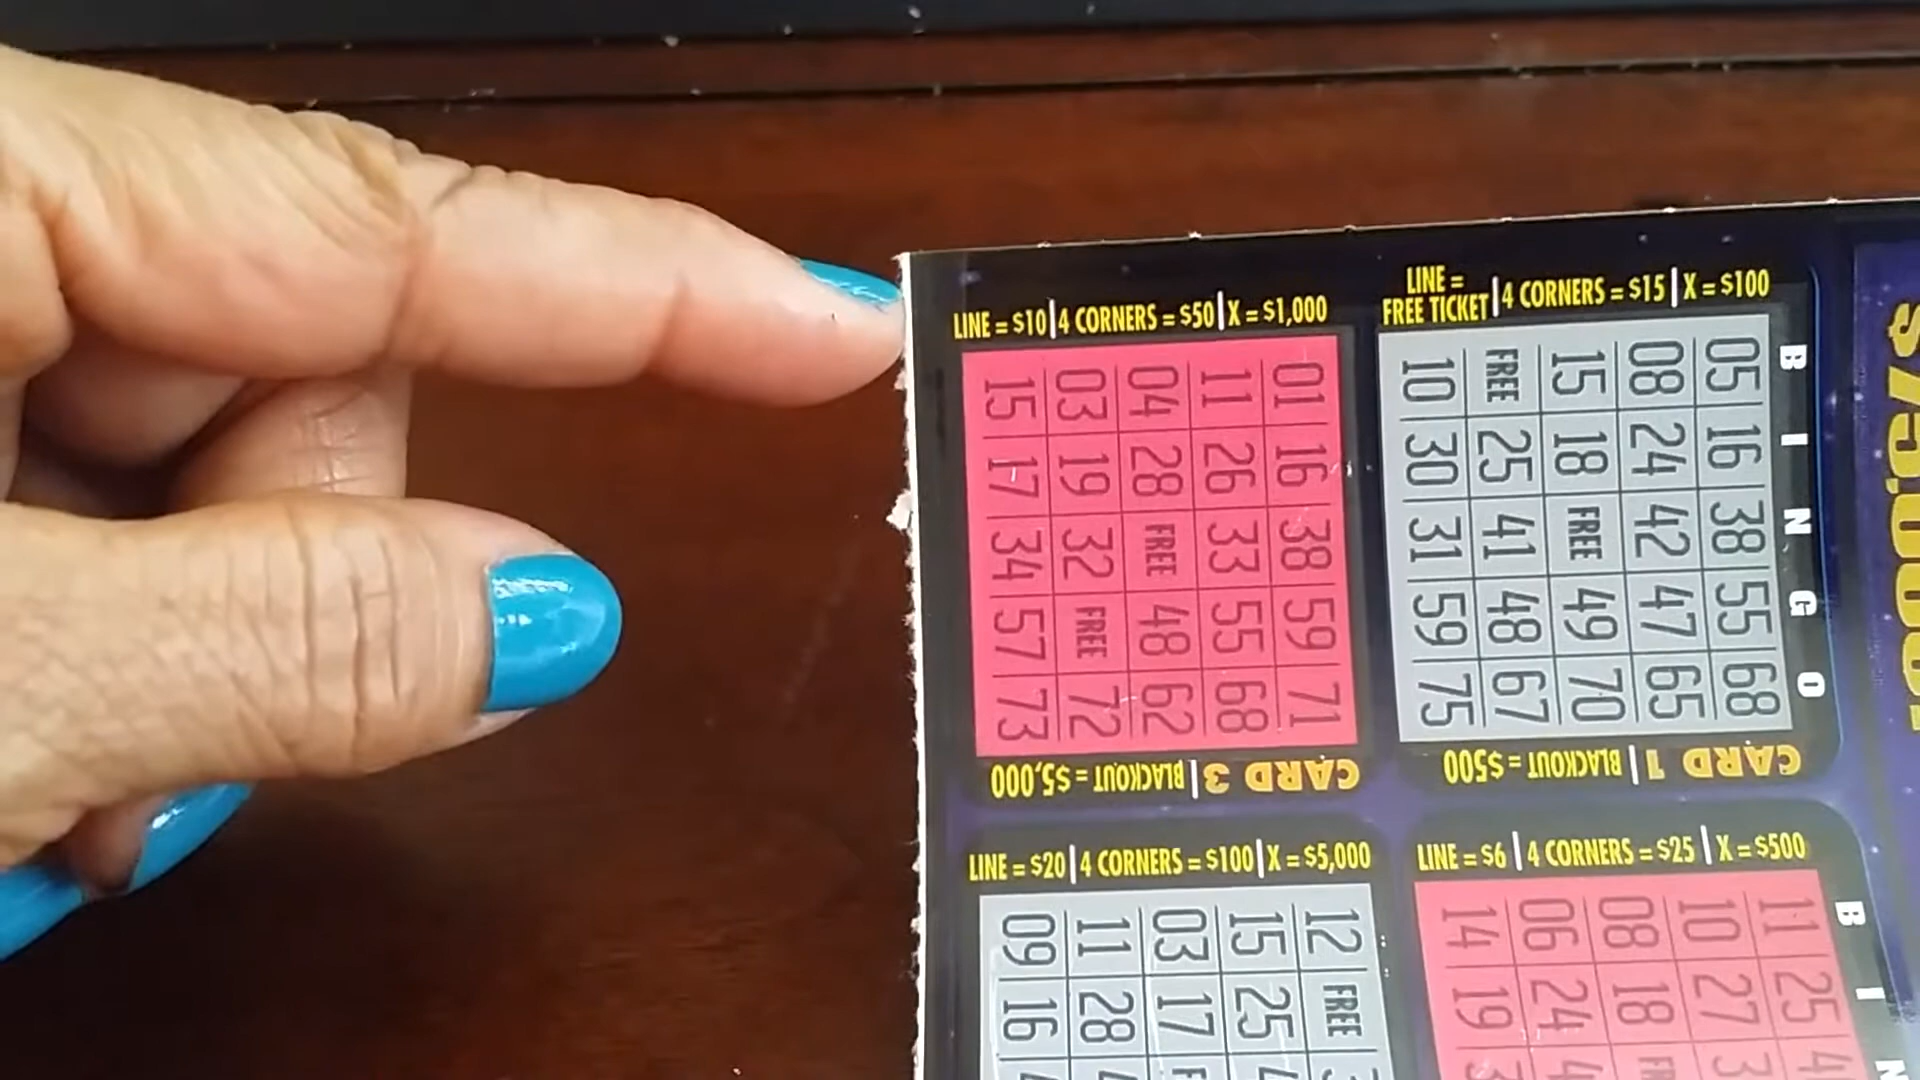 LINE =
FREE TICKET | 4 CORNERS = $15 | X = $100
B I N G O
05 16 38 55 68
08 24 42 47 65
15 18 FREE 49 70
FREE 25 41 48 67
10 30 31 59 75
CARD 1 | BLACKOUT = $500
LINE = $10 | 4 CORNERS = $50 | X = $1,000
01 16 38 59 71
11 26 33 55 68
04 28 FREE 48 62
03 19 32 FREE 72
15 17 34 57 73
CARD 3 | BLACKOUT = $5,000
LINE = $6 | 4 CORNERS = $25 | X = $500
B I N
11 25
10 27
08 18
06 24
14 19
LINE = $20 | 4 CORNERS = $100 | X = $5,000
12 FREE
15 25
03 17
11 28
09 16